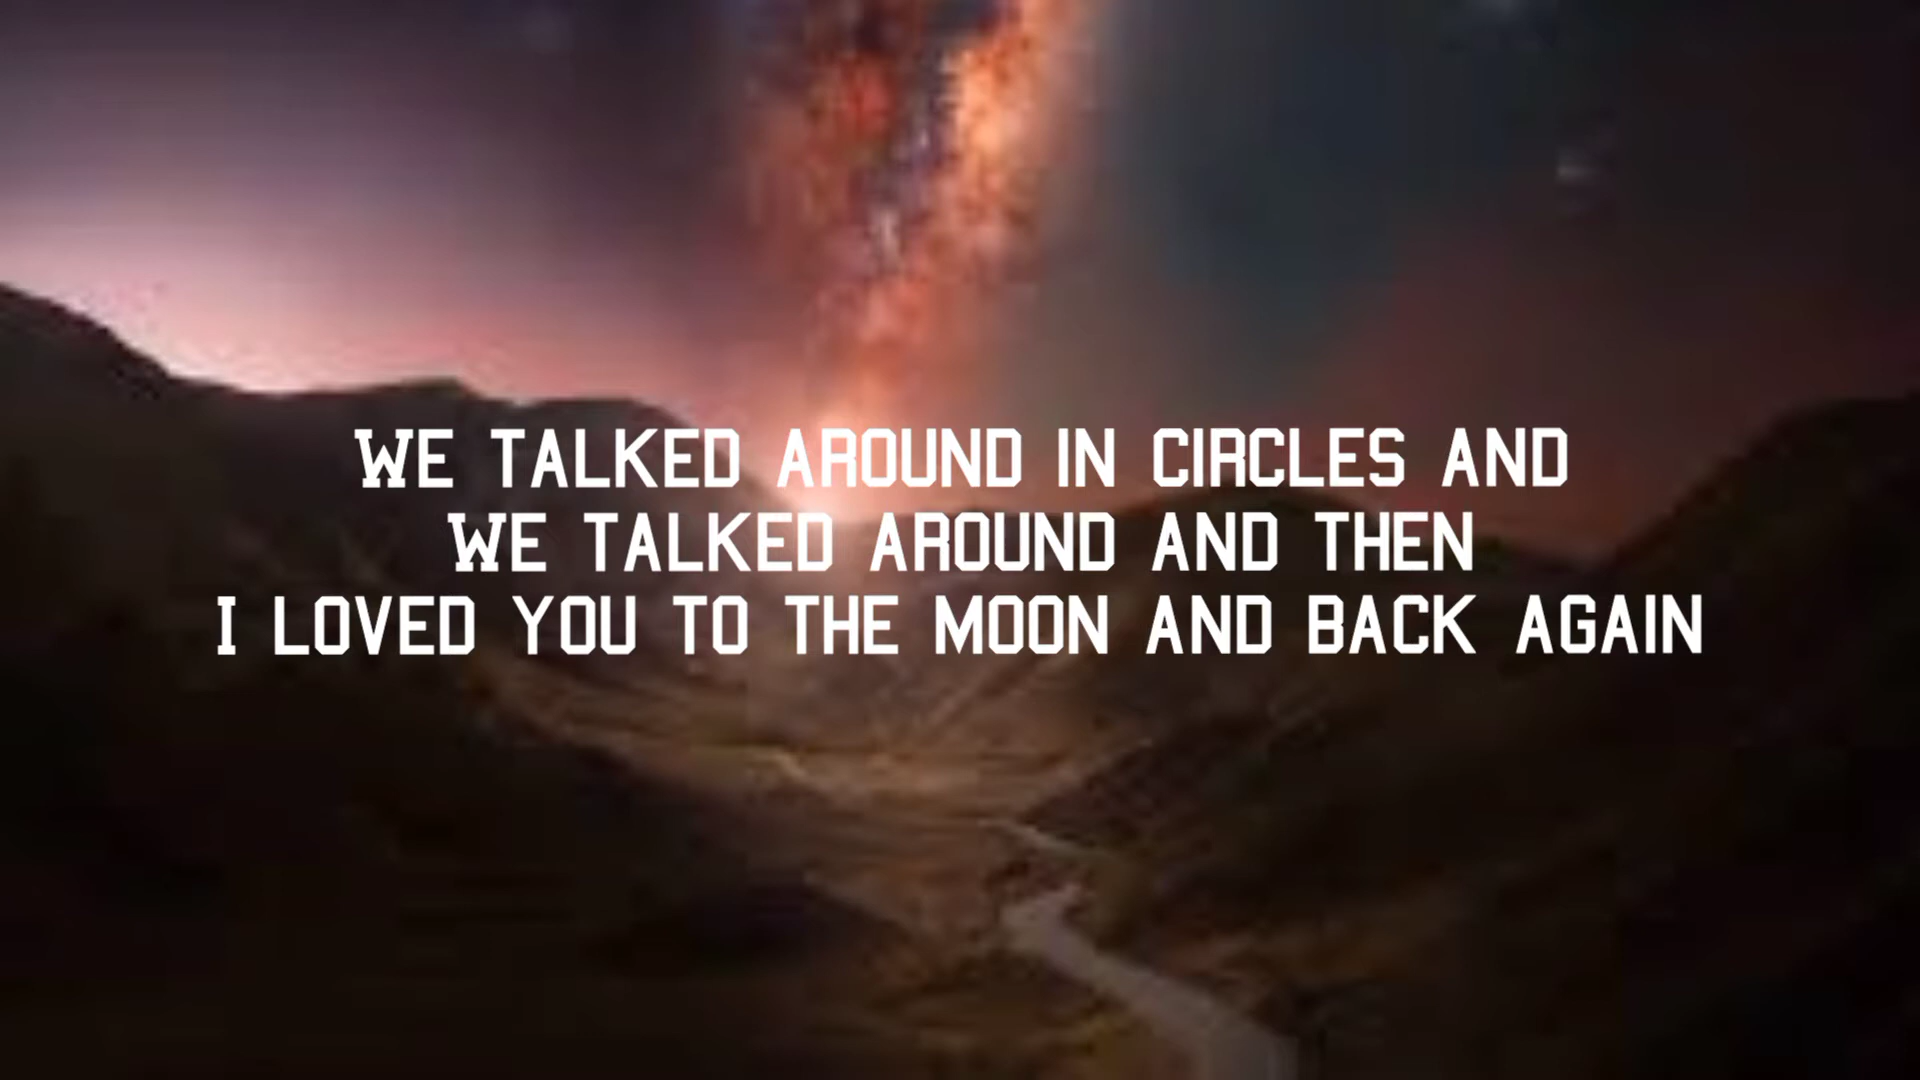 WE TALKED AROUND IN CIRCLES AND
WE TALKED AROUND AND THEN
I LOVED YOU TO THE MOON AND BACK AGAIN